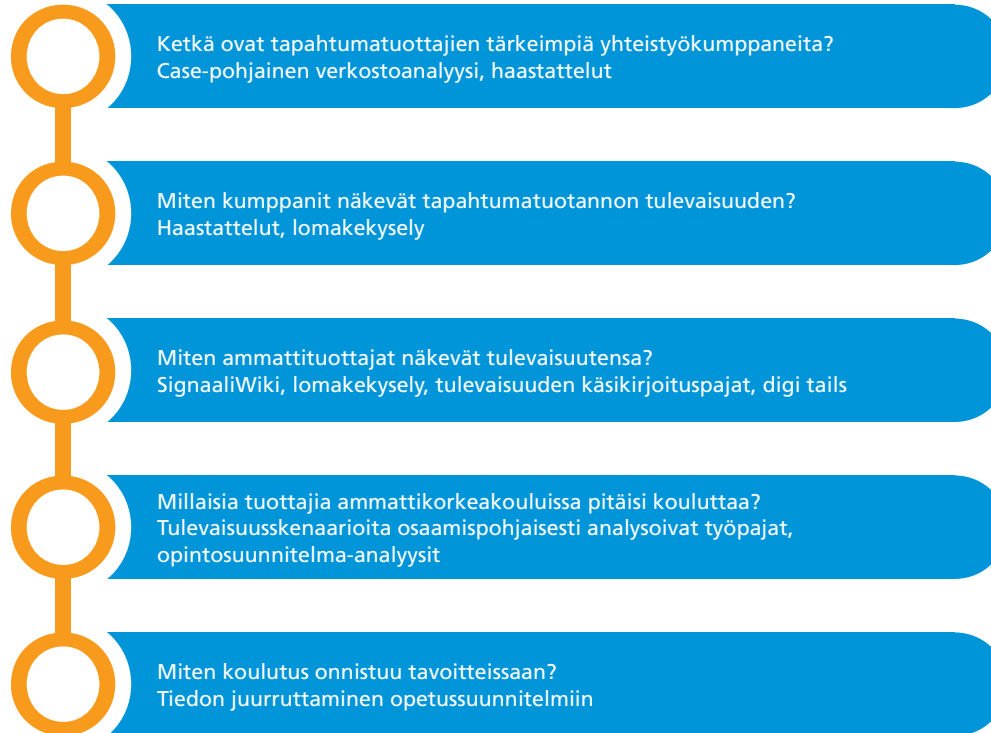 Ketkä ovat tapahtumatuottajien tärkeimpiä yhteistyökumppaneita?
Case-pohjainen verkostoanalyysi, haastattelut
Miten kumppanit näkevät tapahtumatuotannon tulevaisuuden?
Haastattelut, lomakekysely
Miten ammattituottajat näkevät tulevaisuutensa?
SignaaliWiki, lomakekysely, tulevaisuuden käsikirjoituspajat, digi tails
Millaisia tuottajia ammattikorkeakouluissa pitäisi kouluttaa?
Tulevaisuusskenaarioita osaamispohjaisesti analysoivat työpajat,
opintosuunnitelma-analyysit
Miten koulutus onnistuu tavoitteissaan?
Tiedon juurruttaminen opetussuunnitelmiin